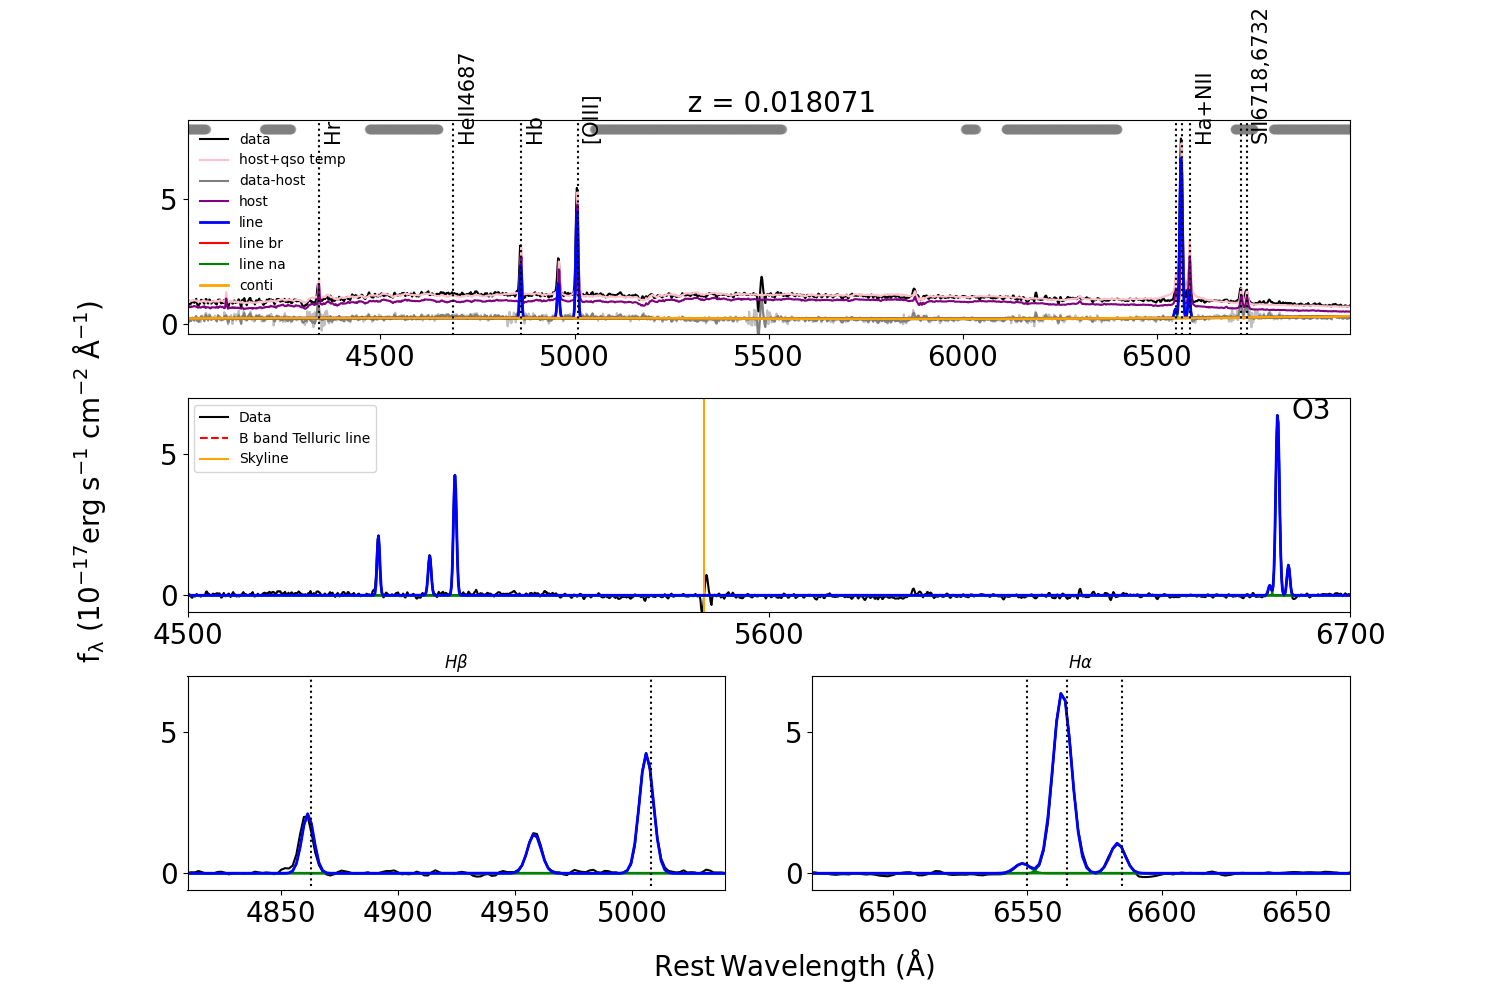 z = 0.018071
Hr
HeII4687
Hb
[OIII]
Ha+NII
SII6718,6732
data
host+qso temp
data-host
host
line
line br
line na
conti
5
0
4500 5000 5500 6000 6500
fλ (10−17erg s−1 cm−2 Å−1)
Data
B band Telluric line
Skyline
O3
5
0
4500 5600 6700
Hβ
5
0
4850 4900 4950 5000
Hα
5
0
6500 6550 6600 6650
Rest Wavelength (Å)